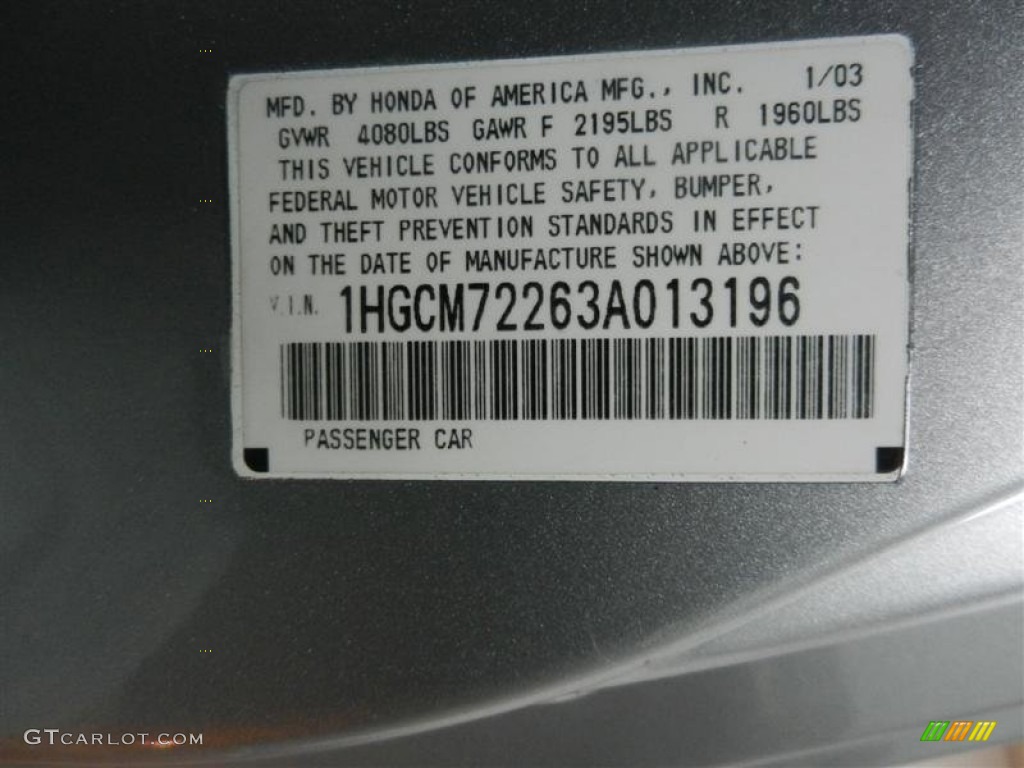 MFD. BY HONDA OF AMERICA MFG., INC. 1/03
GVWR 4080LBS GAWR F 2195LBS R 1960LBS
THIS VEHICLE CONFORMS TO ALL APPLICABLE
FEDERAL MOTOR VEHICLE SAFETY, BUMPER,
AND THEFT PREVENTION STANDARDS IN EFFECT
ON THE DATE OF MANUFACTURE SHOWN ABOVE:
V.I.N. 1HGCM72263A013196
PASSENGER CAR
GTCARLOT.COM